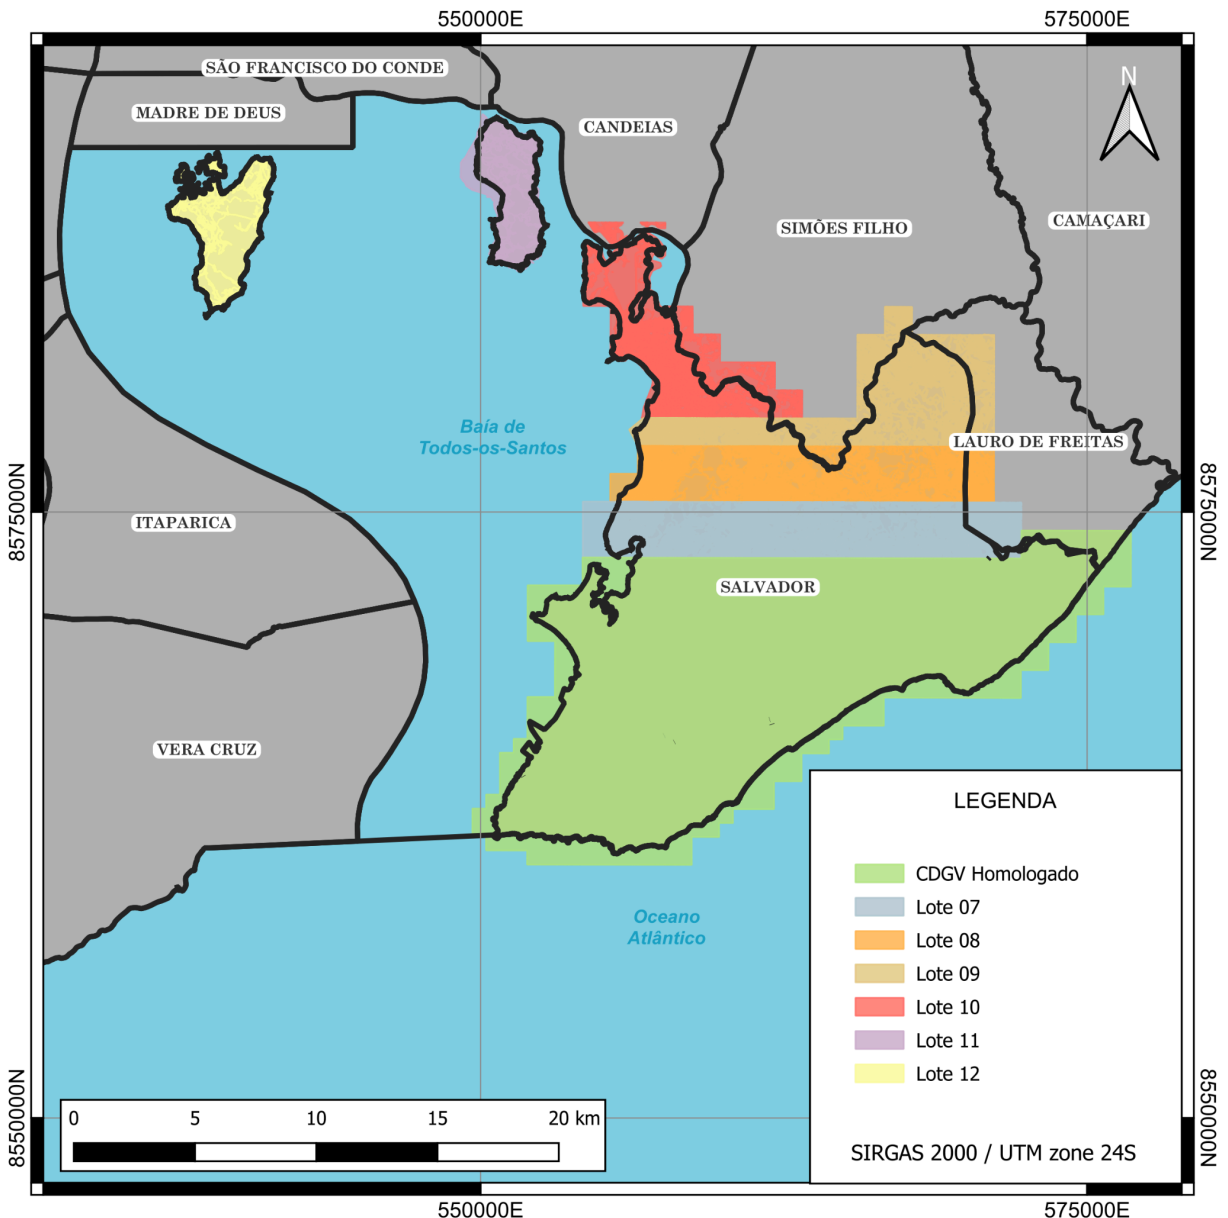 550000E
575000E
N
SÃO FRANCISCO DO CONDE
MADRE DE DEUS
CANDEIAS
SIMÕES FILHO
CAMAÇARI
Baía de
Todos-os-Santos
LAURO DE FREITAS
8575000N
8575000N
ITAPARICA
SALVADOR
VERA CRUZ
Oceano
Atlântico
LEGENDA
CDGV Homologado
Lote 07
Lote 08
Lote 09
Lote 10
Lote 11
Lote 12
SIRGAS 2000 / UTM zone 24S
0 5 10 15 20 km
8550000N
8550000N
550000E
575000E